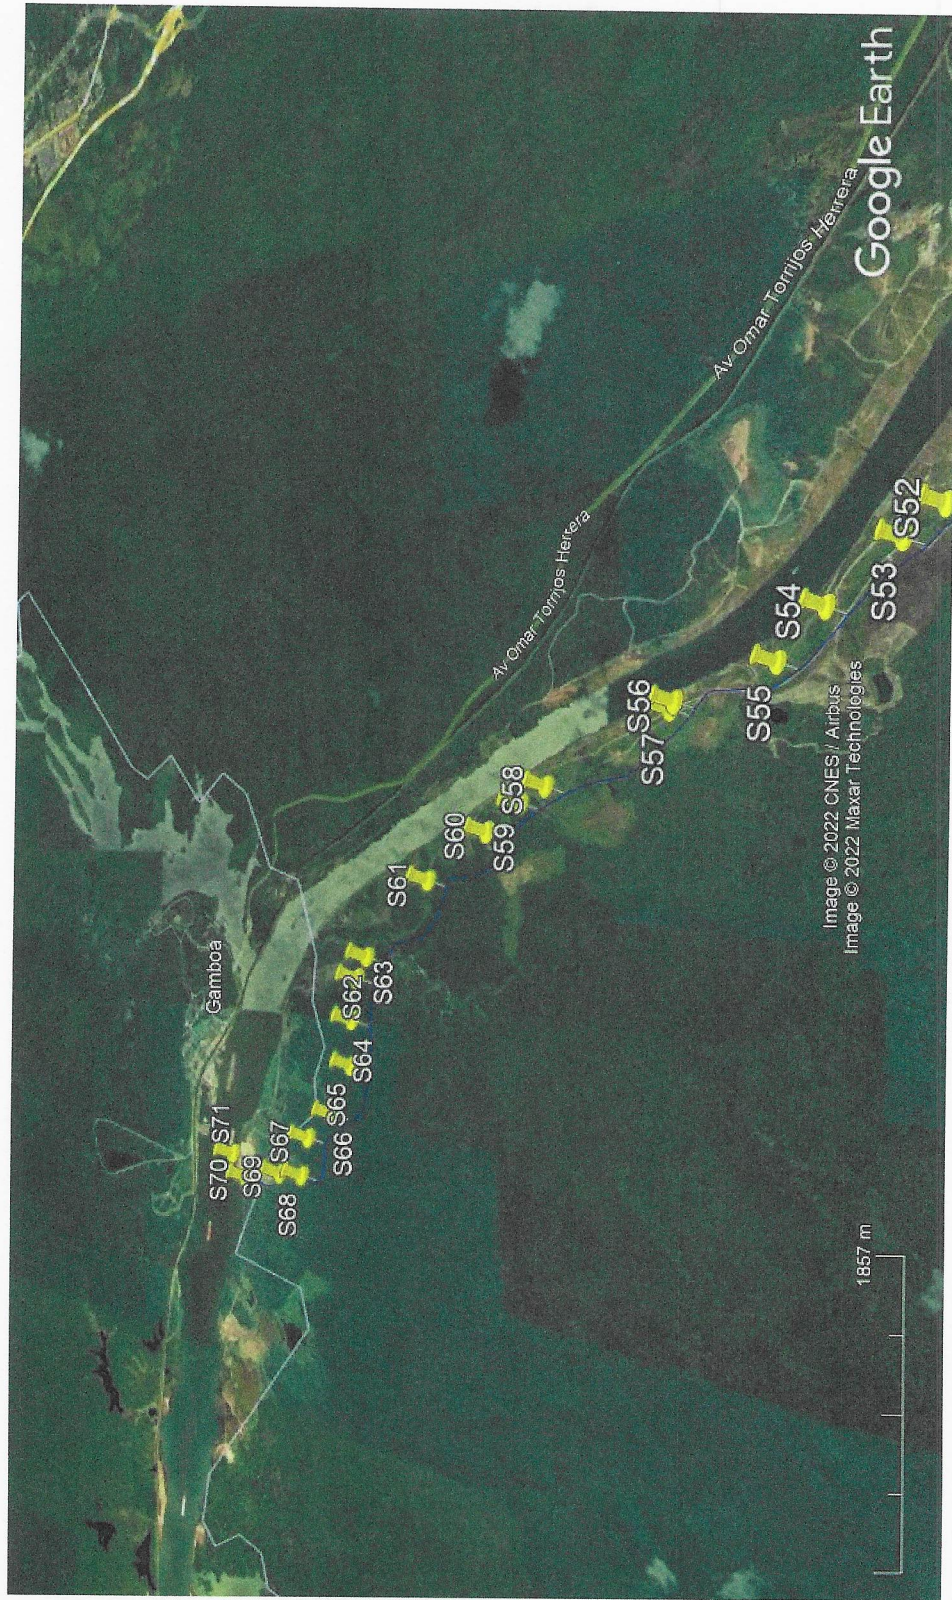 Gamboa
S70
S71
S69
S67
S68
S66
S65
S64
S62
S63
S61
S60
S59
S58
S57
S56
S55
S54
S53
S52
Av Omar Torrijos Herrera
Av Omar Torrijos Herrera
1857 m
Image © 2022 CNES / Airbus
Image © 2022 Maxar Technologies
Google Earth